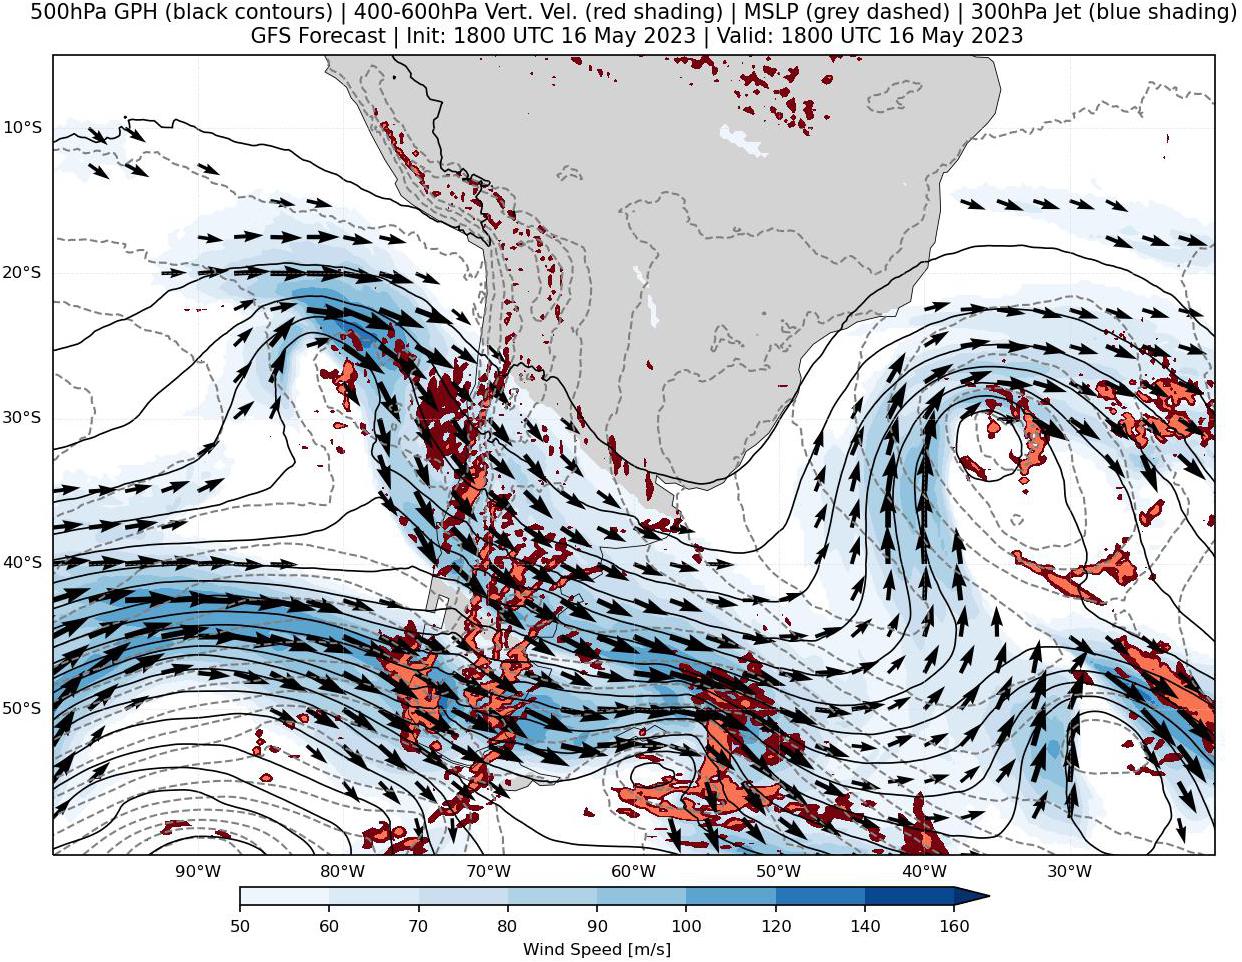 500hPa GPH (black contours) | 400-600hPa Vert. Vel. (red shading) | MSLP (grey dashed) | 300hPa Jet (blue shading)
GFS Forecast | Init: 1800 UTC 16 May 2023 | Valid: 1800 UTC 16 May 2023
10°S
20°S
30°S
40°S
50°S
90°W 80°W 70°W 60°W 50°W 40°W 30°W
50 60 70 80 90 100 120 140 160
Wind Speed [m/s]